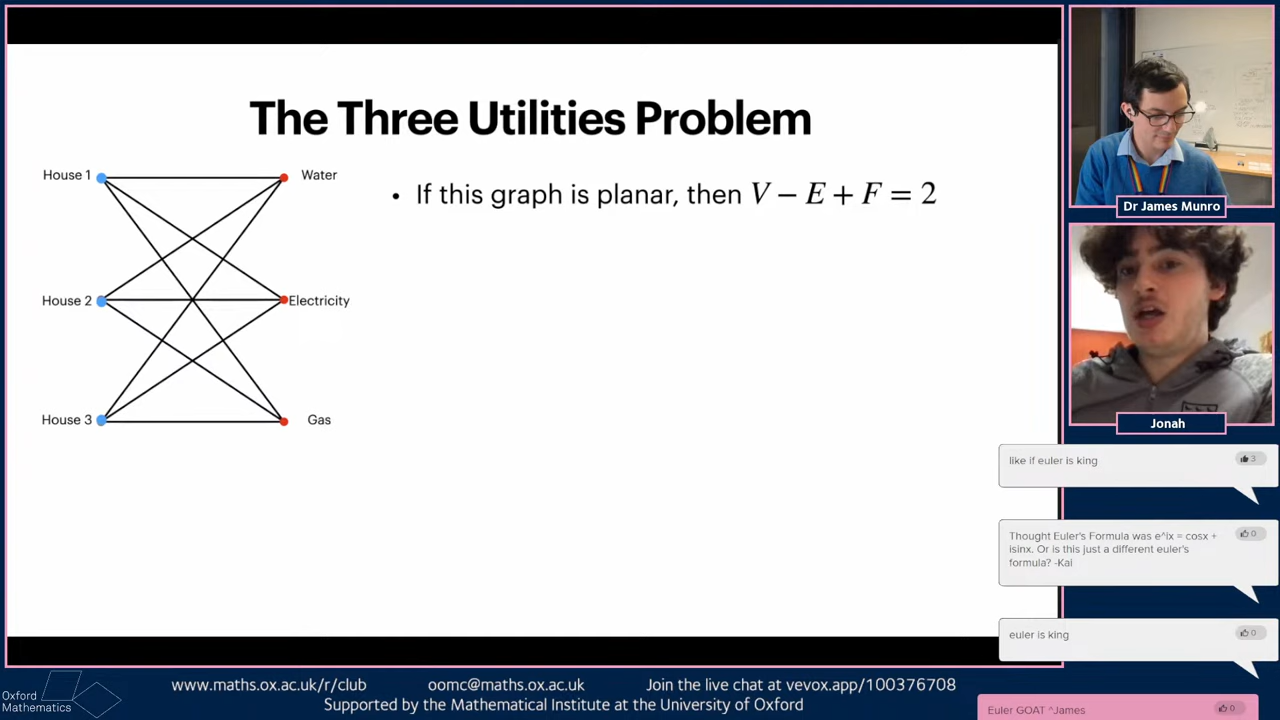 The Three Utilities Problem
House 1
Water
• If this graph is planar, then V − E + F = 2
House 2
Electricity
House 3
Gas
Dr James Munro
Jonah
like if euler is king
3
Thought Euler's Formula was e^ix = cosx +
isinx. Or is this just a different euler's
formula? -Kai
0
euler is king
0
Euler GOAT ^James
0
Oxford
Mathematics
www.maths.ox.ac.uk/r/club oomc@maths.ox.ac.uk Join the live chat at vevox.app/100376708
Supported by the Mathematical Institute at the University of Oxford